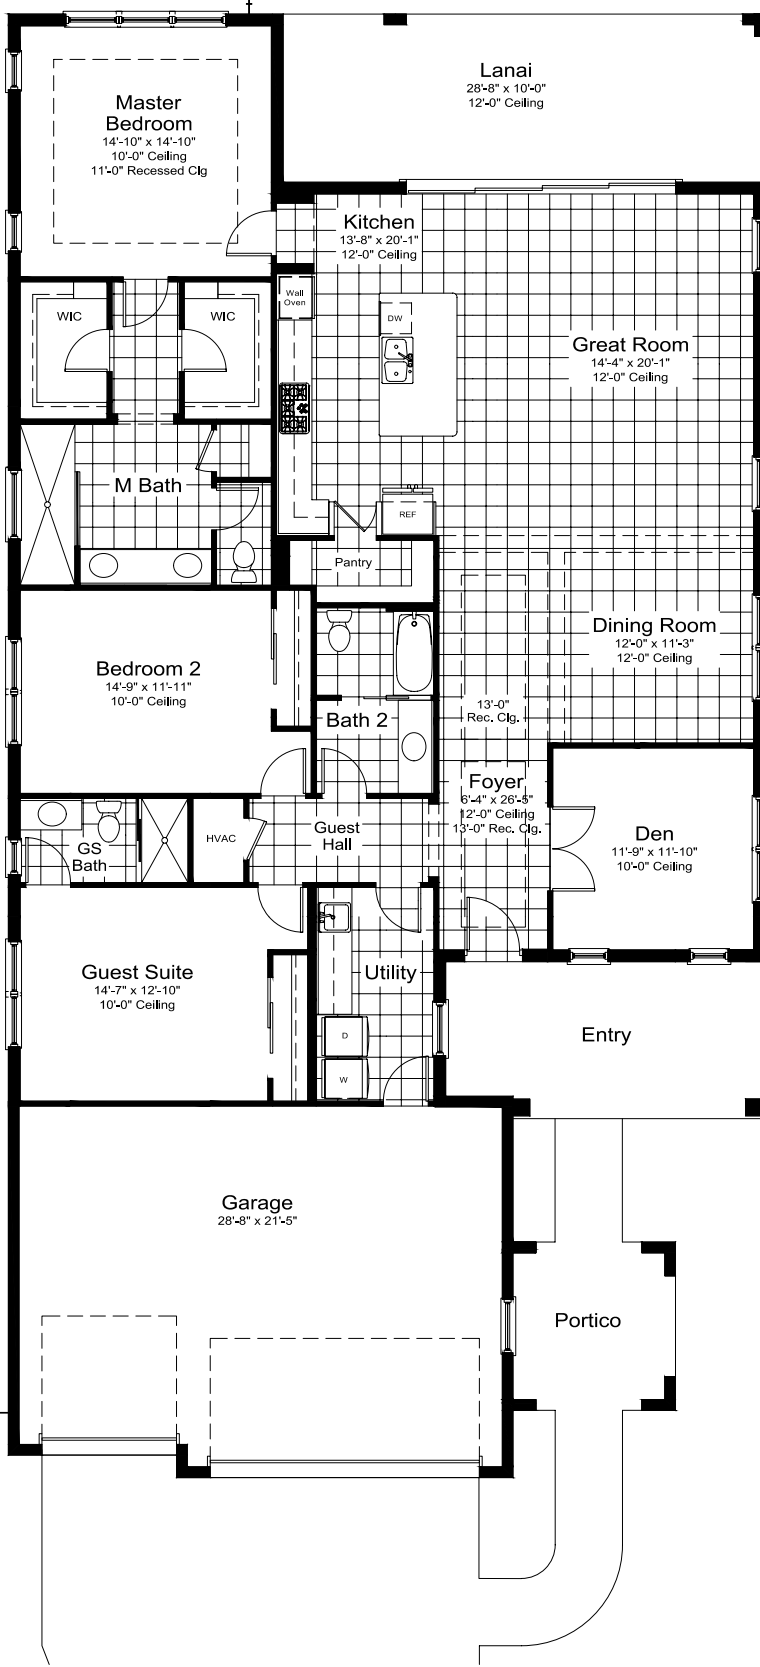 Lanai
28'-8" x 10'-0"
12'-0" Ceiling
Master
Bedroom
14'-10" x 14'-10"
10'-0" Ceiling
11'-0" Recessed Clg
Kitchen
13'-8" x 20'-1"
12'-0" Ceiling
Wall
Oven
WIC
WIC
DW
Great Room
14'-4" x 20'-1"
12'-0" Ceiling
M Bath
REF
Pantry
Dining Room
12'-0" x 11'-3"
12'-0" Ceiling
Bedroom 2
14'-9" x 11'-11"
10'-0" Ceiling
13'-0"
Rec. Clg.
Bath 2
Foyer
6'-4" x 26'-5"
12'-0" Ceiling
13'-0" Rec. Clg.
GS
Bath
HVAC
Guest
Hall
Den
11'-9" x 11'-10"
10'-0" Ceiling
Guest Suite
14'-7" x 12'-10"
10'-0" Ceiling
Utility
D
W
Entry
Garage
28'-8" x 21'-5"
Portico